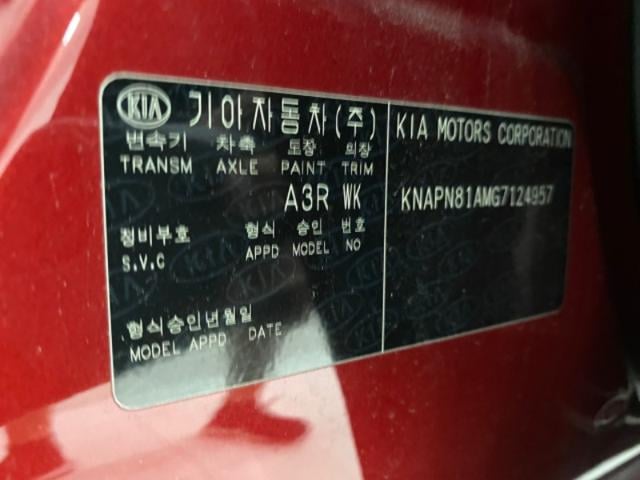 KIA 기아자동차(주) KIA MOTORS CORPORATION
변속기 차축 도장 의장
TRANSM AXLE PAINT TRIM
A3R WK KNAPN81AMG7124957
정비부호 형식 승인 번호
S.V.C APPD MODEL NO
형식승인년월일
MODEL APPD DATE